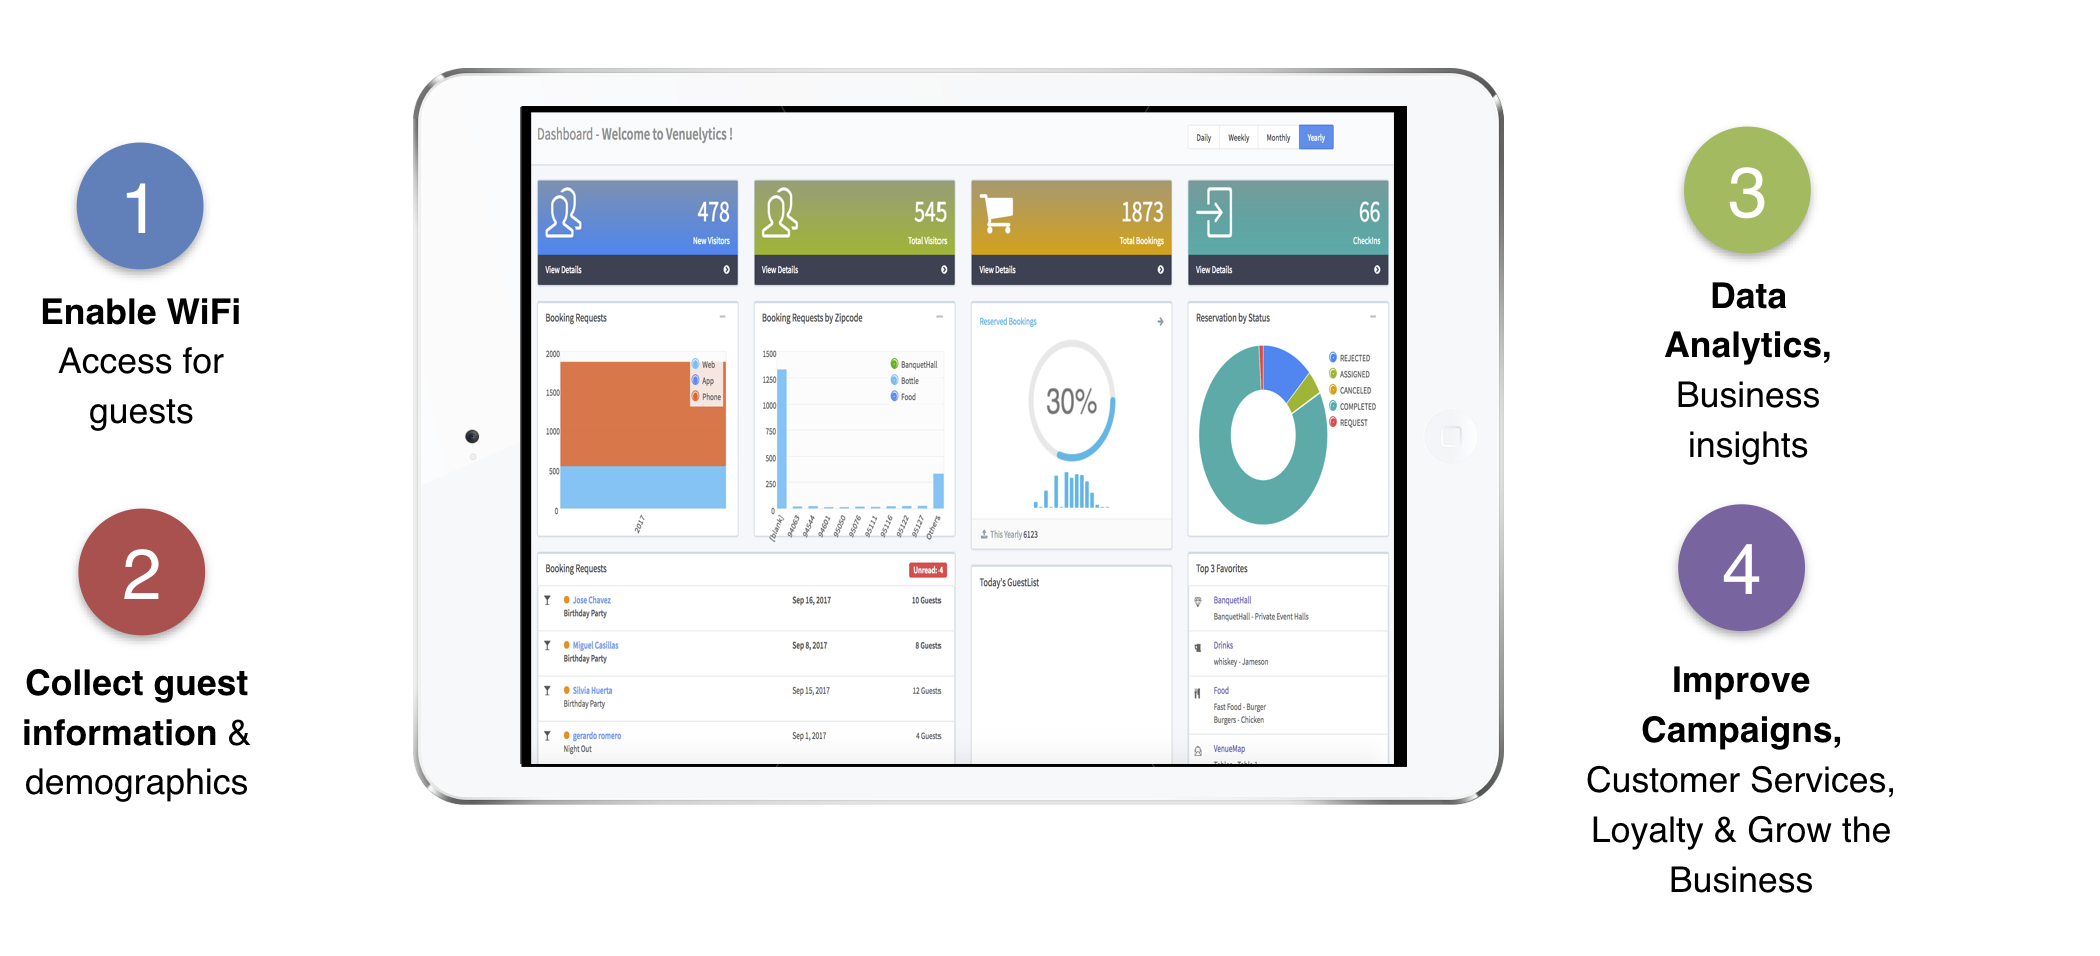 1
Enable WiFi
Access for
guests
2
Collect guest
information &
demographics
Dashboard - Welcome to Venuelytics !
Daily Weekly Monthly Yearly
478
New Visitors
View Details
545
Total Visitors
View Details
1873
Total Bookings
View Details
66
CheckIns
View Details
Booking Requests
2000
1500
1000
500
0
Web
App
Phone
2017
Booking Requests by Zipcode
1500
1250
1000
750
500
250
0
BanquetHall
Bottle
Food
[blank] 94063 94544 94601 95050 95076 95111 95116 95122 95127 Others
Reserved Bookings
30%
This Yearly 6123
Reservation by Status
REJECTED
ASSIGNED
CANCELED
COMPLETED
REQUEST
Booking Requests Unread: 4
Jose Chavez Sep 16, 2017 10 Guests
Birthday Party
Miguel Casillas Sep 8, 2017 8 Guests
Birthday Party
Silvia Huerta Sep 15, 2017 12 Guests
Birthday Party
gerardo romero Sep 1, 2017 4 Guests
Night Out
Today's GuestList
Top 3 Favorites
BanquetHall
BanquetHall - Private Event Halls
Drinks
whiskey - Jameson
Food
Fast Food - Burger
Burgers - Chicken
VenueMap
3
Data
Analytics,
Business
insights
4
Improve
Campaigns,
Customer Services,
Loyalty & Grow the
Business